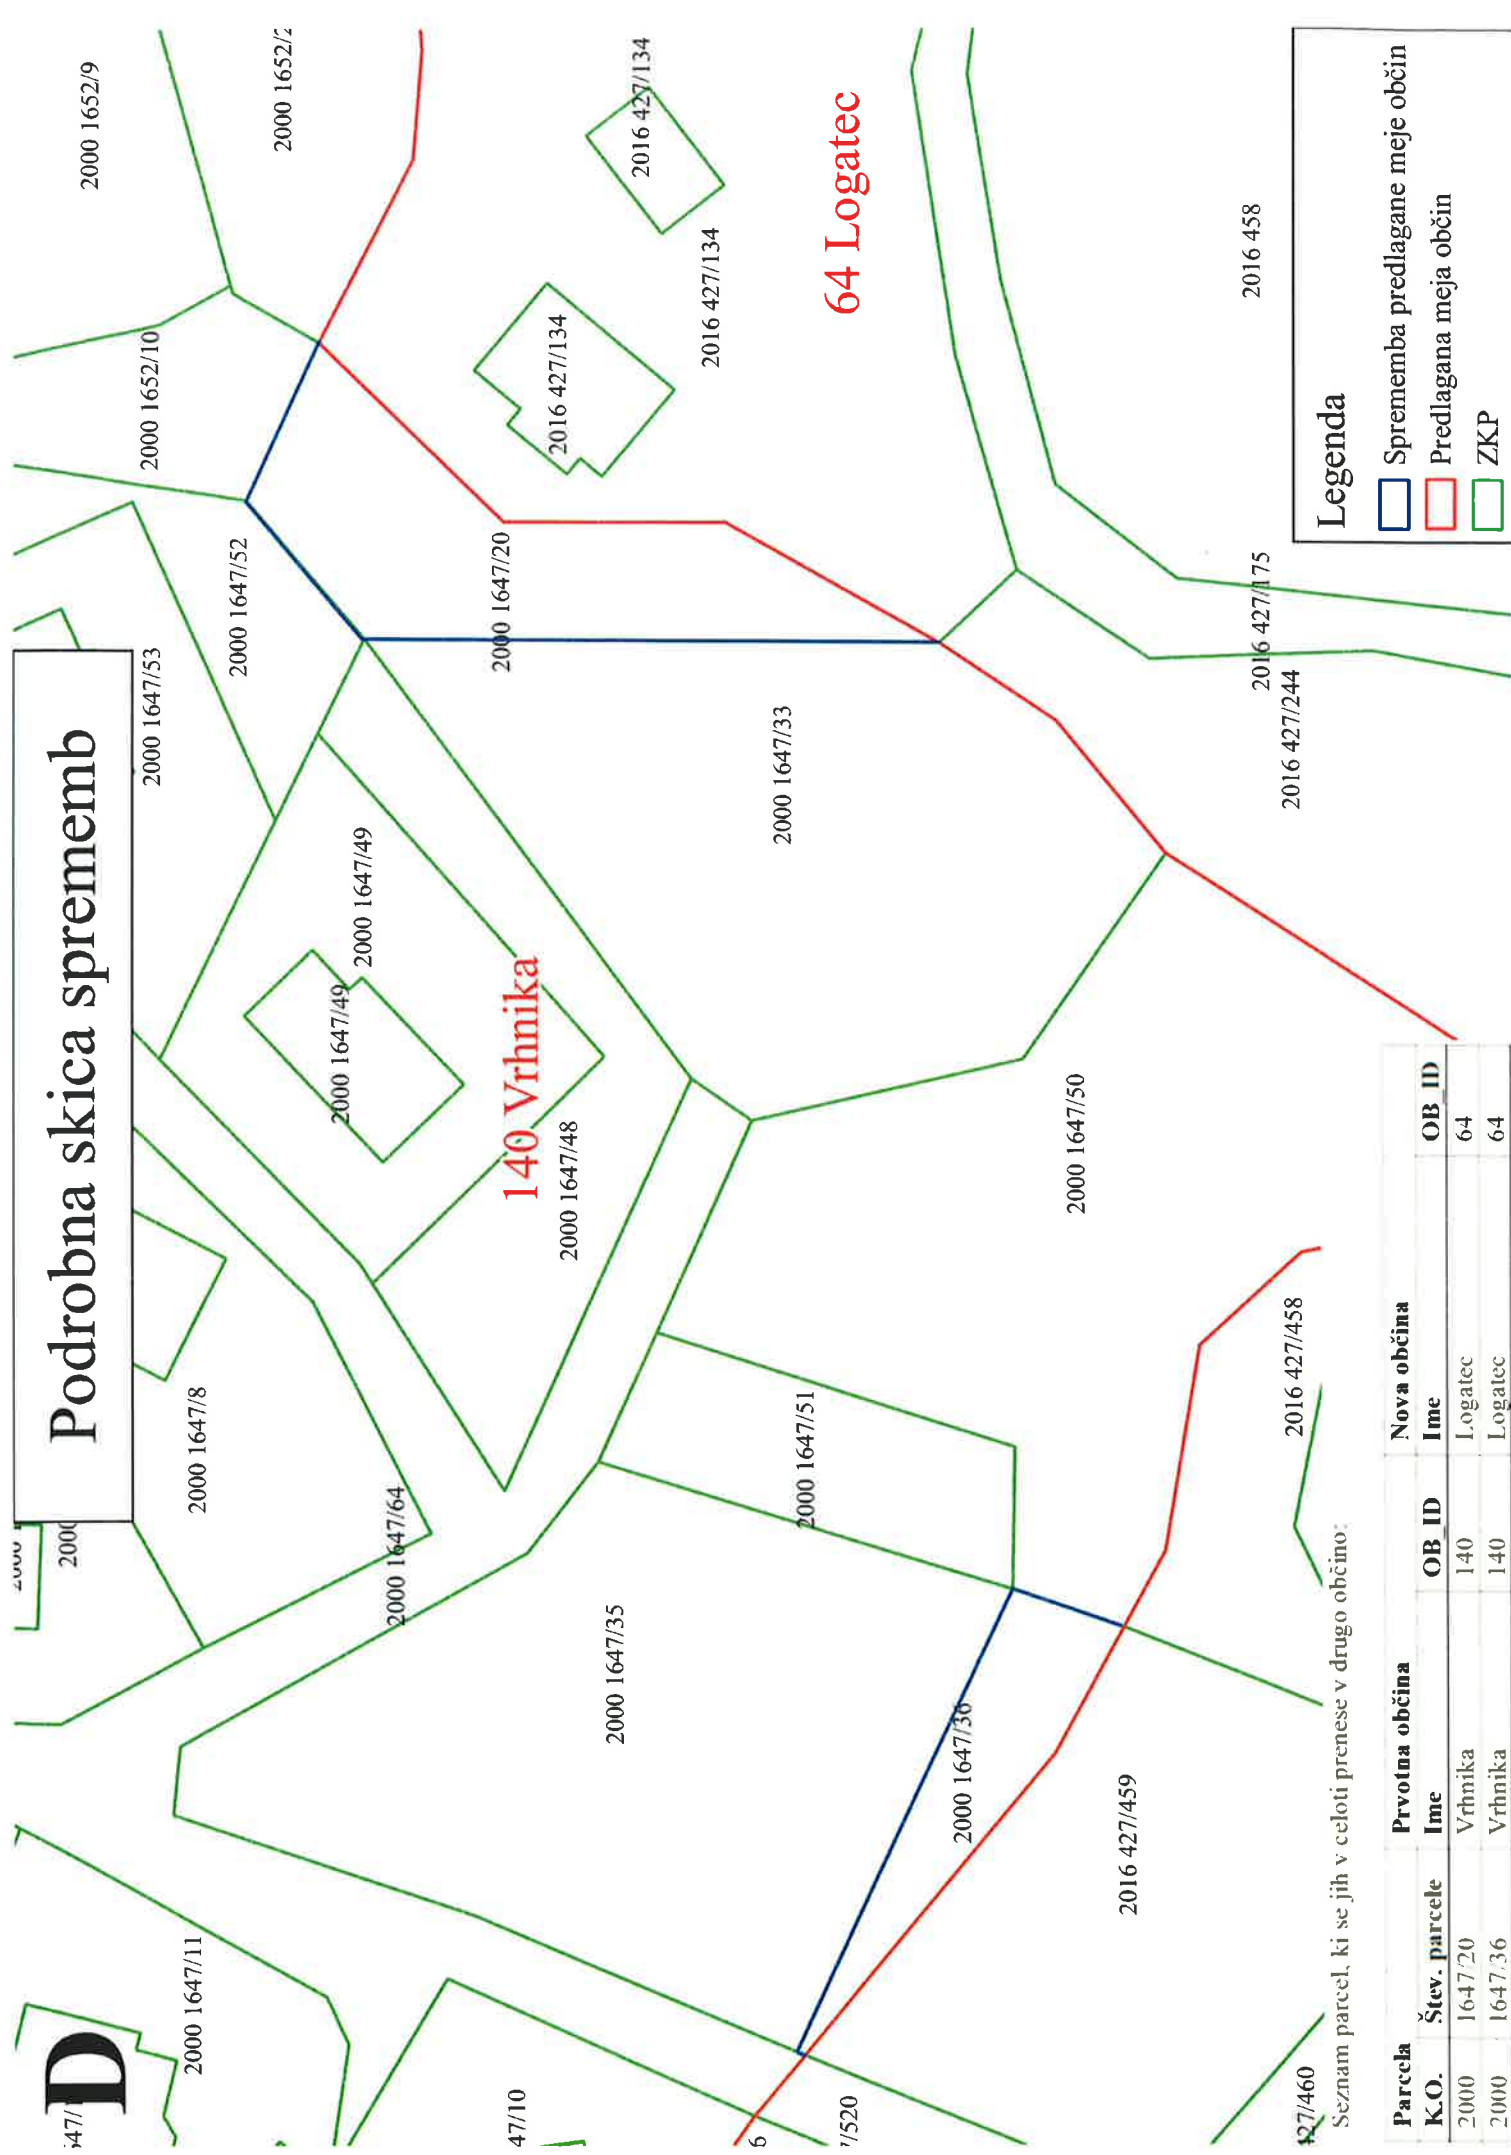 D
Podrobna skica sprememb
2000 1652/9
2000 1652/10
2000 1647/53
2000 1647/52
2000 1647/8
2000 1647/11
2000 1647/49
2000 1647/49
2000 1647/64
2000 1647/20
140 Vrhnika
2000 1647/48
2016 427/134
2016 427/134
2016 427/134
2000 1647/35
2000 1647/33
2000 1647/51
64 Logatec
2000 1647/36
2000 1647/50
2016 427/459
2016 458
2016 427/175
2016 427/244
2016 427/458
Legenda
Sprememba predlagane meje občin
Predlagana meja občin
ZKP
Seznam parcel, ki se jih v celoti prenese v drugo občino:
Parcela Prvotna občina Nova občina
K.O. Štev. parcele Ime OB_ID Ime OB_ID
2000 1647/20 Vrhnika 140 Logatec 64
2000 1647/36 Vrhnika 140 Logatec 64